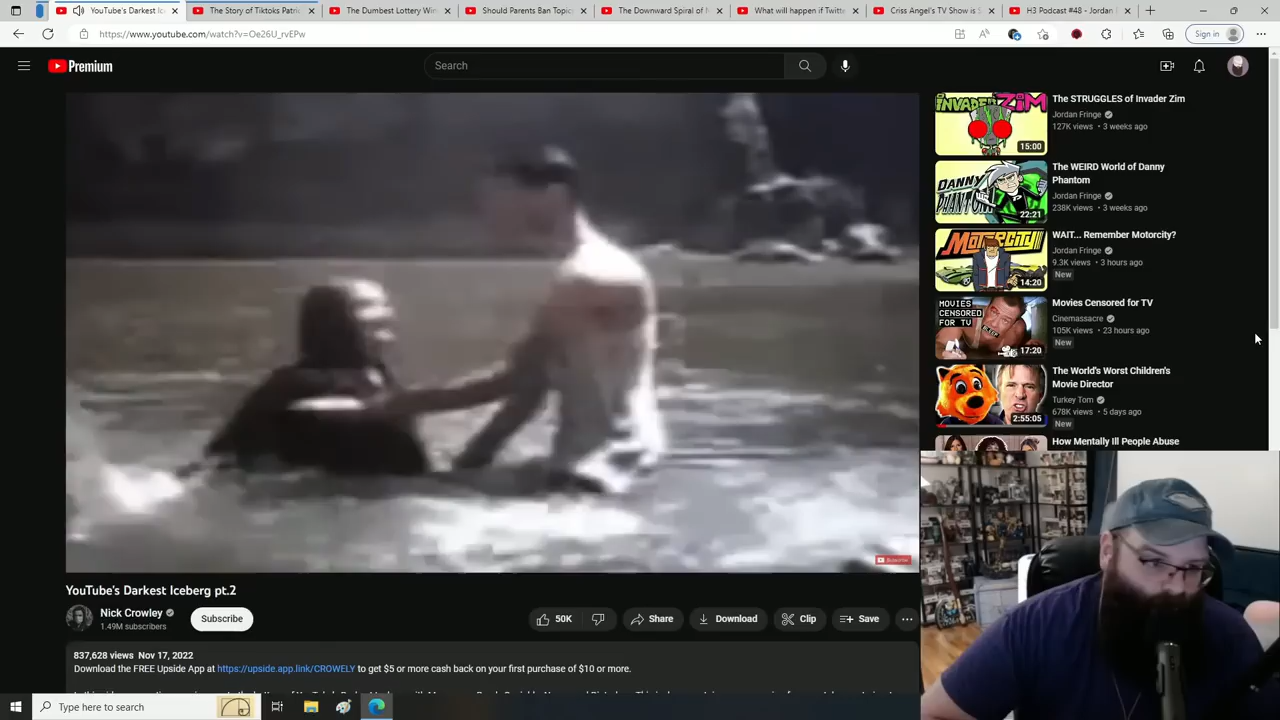 YouTube's Darkest Ic
The Story of Tiktoks Patri
The Dumbest Lottery Win
Should Parents Ban Topic
The Downward Spiral of
What will happen if Twitte
Criss Angel's TV Show is
H3 Podcast #48 - Jordan
https://www.youtube.com/watch?v=Oe26U_rvEPw
Sign in
Premium
Search
INVADER ZIM
15:00
The STRUGGLES of Invader Zim
Jordan Fringe
127K views • 3 weeks ago
DANNY PHANTOM
22:21
The WEIRD World of Danny
Phantom
Jordan Fringe
238K views • 3 weeks ago
MOTORCITY
14:20
WAIT... Remember Motorcity?
Jordan Fringe
9.3K views • 3 hours ago
New
MOVIES
CENSORED
FOR TV
17:20
Movies Censored for TV
Cinemassacre
105K views • 23 hours ago
New
2:55:05
The World's Worst Children's
Movie Director
Turkey Tom
678K views • 5 days ago
New
How Mentally Ill People Abuse
SUBSCRIBE
YouTube's Darkest Iceberg pt.2
Nick Crowley
1.49M subscribers
Subscribe
50K
Share
Download
Clip
Save
837,628 views Nov 17, 2022
Download the FREE Upside App at https://upside.app.link/CROWELY to get $5 or more cash back on your first purchase of $10 or more.
Type here to search